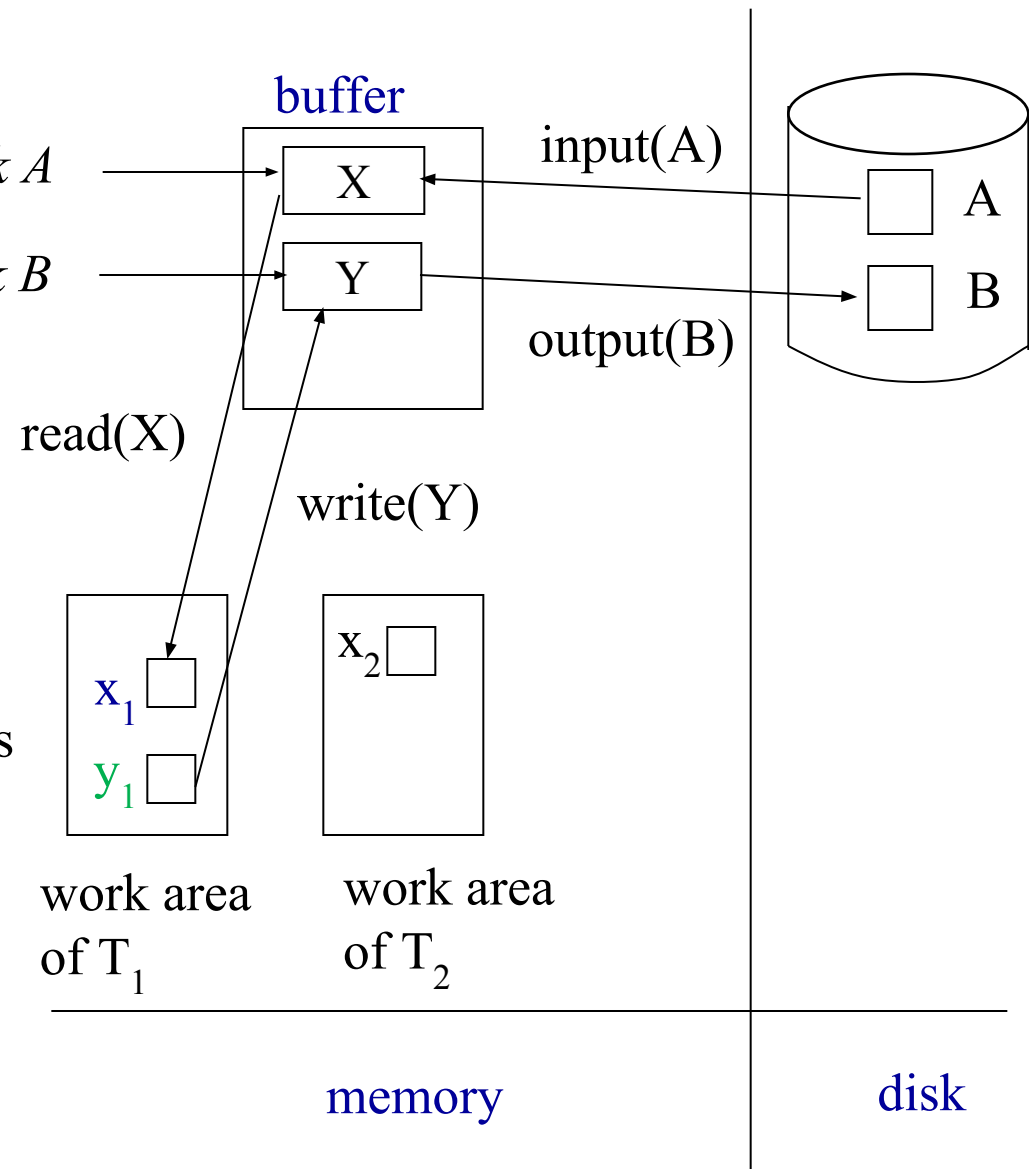 buffer
input(A)
A
X
A
B
Y
B
output(B)
read(X)
write(Y)
x2
x1
s
y1
work area
of T1
work area
of T2
memory
disk